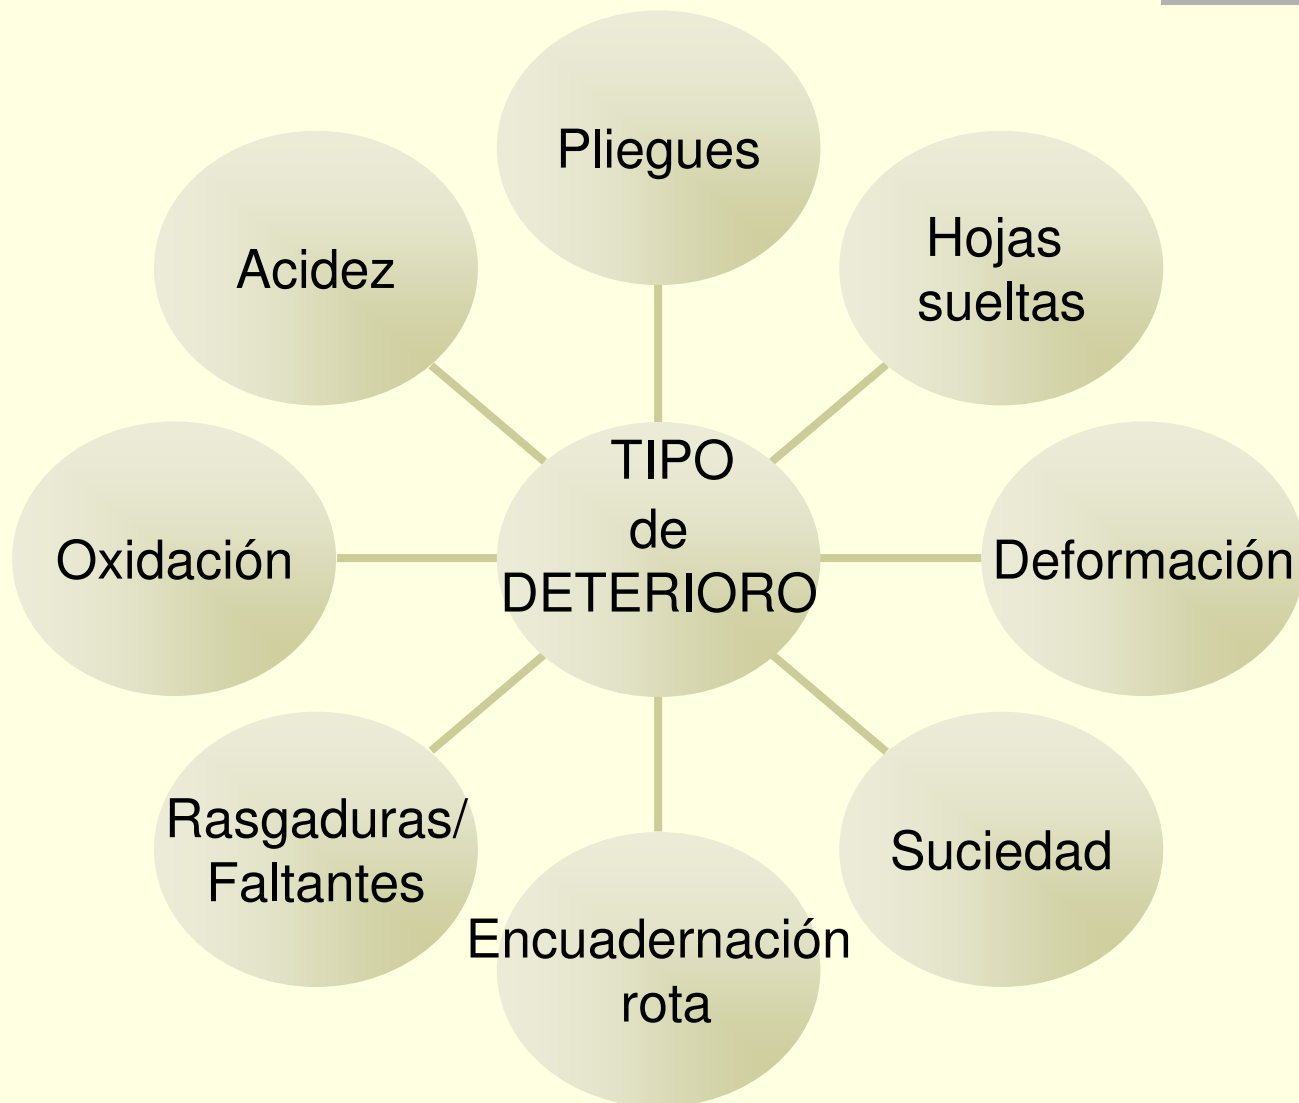 Pliegues
Hojas
sueltas
Acidez
TIPO
de
DETERIORO
Oxidación
Deformación
Rasgaduras/
Faltantes
Suciedad
Encuadernación
rota